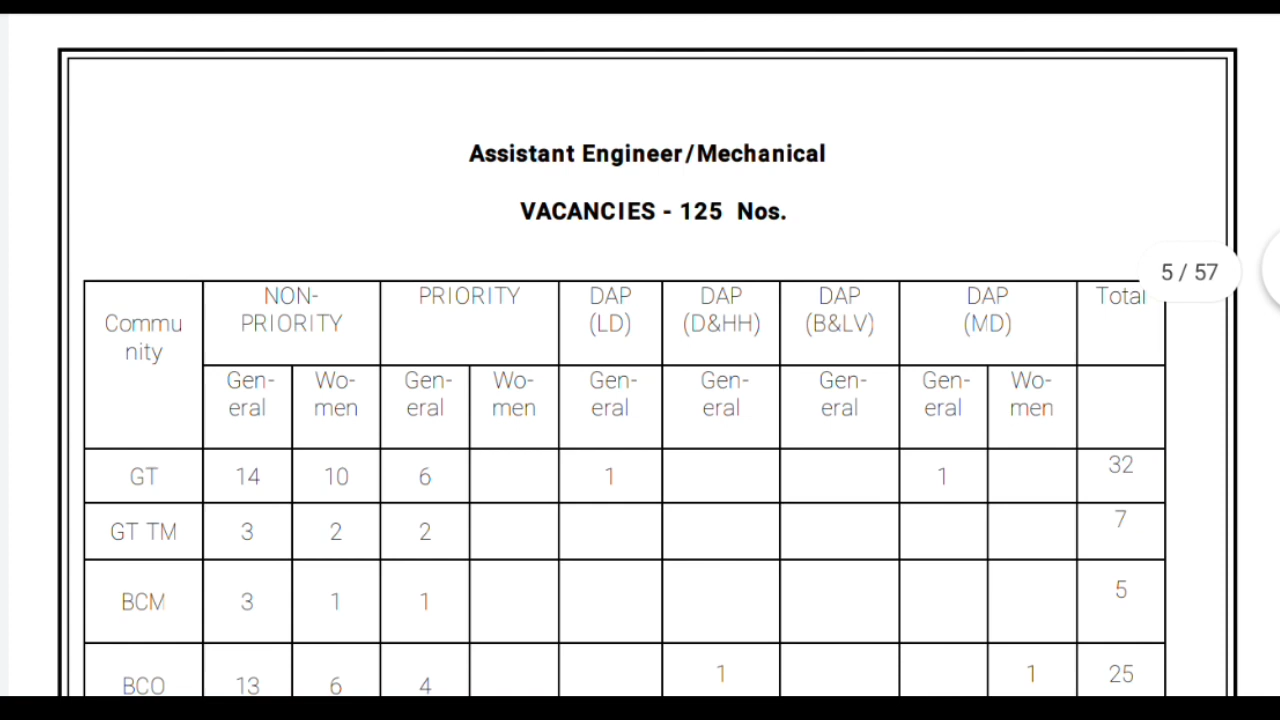 Assistant Engineer/Mechanical
VACANCIES - 125 Nos.
5 / 57
Commu
nity
NON-
PRIORITY
PRIORITY
DAP
(LD)
DAP
(D&HH)
DAP
(B&LV)
DAP
(MD)
Total
Gen-
eral
Wo-
men
Gen-
eral
Wo-
men
Gen-
eral
Gen-
eral
Gen-
eral
Gen-
eral
Wo-
men
GT 14 10 6 1 1 32
GT TM 3 2 2 7
BCM 3 1 1 5
BCO 13 6 4 1 1 25